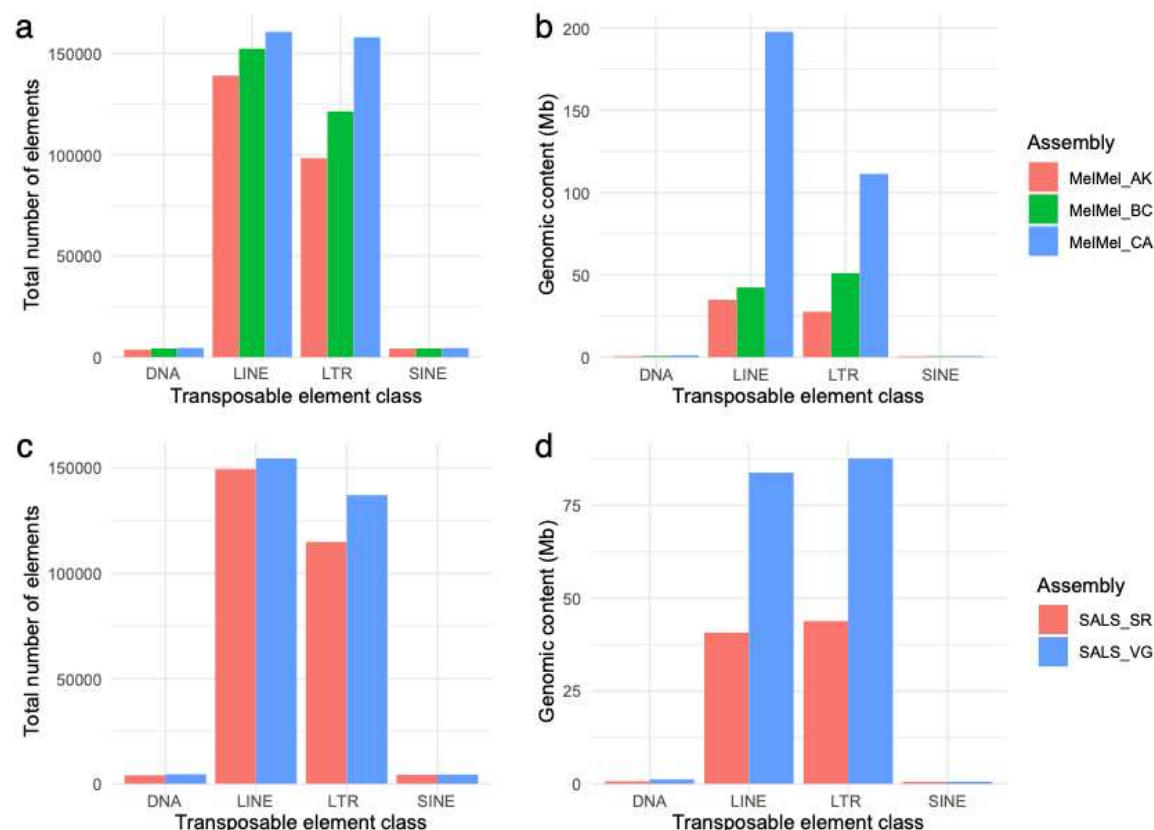 a
150000
100000
50000
0
Total number of elements
DNA LINE LTR SINE
Transposable element class
b
200
150
100
50
0
Genomic content (Mb)
DNA LINE LTR SINE
Transposable element class
Assembly
MelMel_AK
MelMel_BC
MelMel_CA
c
150000
100000
50000
0
Total number of elements
DNA LINE LTR SINE
Transposable element class
d
75
50
25
0
Genomic content (Mb)
DNA LINE LTR SINE
Transposable element class
Assembly
SALS_SR
SALS_VG